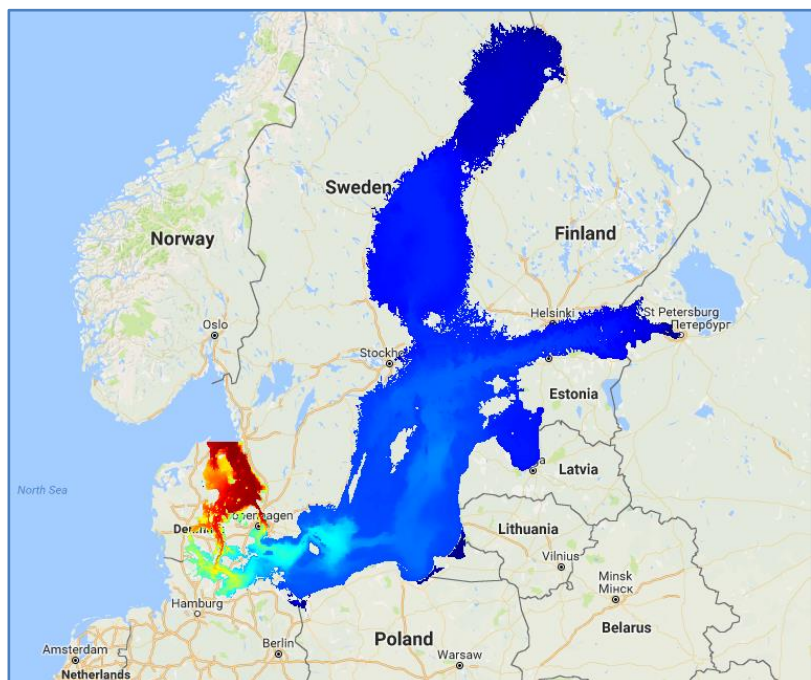 Sweden
Norway
Finland
Helsinki
St Petersburg
Петербург
Oslo
Estonia
Latvia
North Sea
Lithuania
Vilnius
Minsk
Мінск
Hamburg
Belarus
Poland
Berlin
Amsterdam
Warsaw
Netherlands